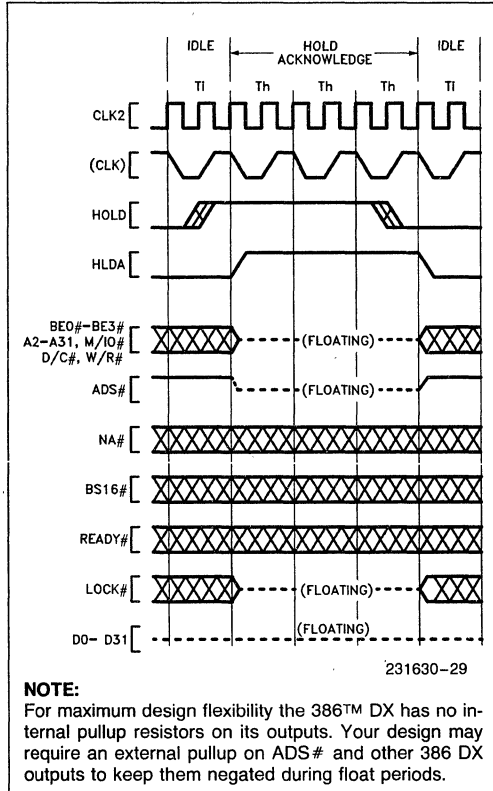 IDLE HOLD ACKNOWLEDGE IDLE
Ti Th Th Th Ti
CLK2
(CLK)
HOLD
HLDA
BE0#-BE3#
A2-A31, M/IO#
D/C#, W/R#
(FLOATING)
ADS#
(FLOATING)
NA#
BS16#
READY#
LOCK#
(FLOATING)
D0- D31
(FLOATING)
231630-29
NOTE:
For maximum design flexibility the 386™ DX has no in-
ternal pullup resistors on its outputs. Your design may
require an external pullup on ADS# and other 386 DX
outputs to keep them negated during float periods.